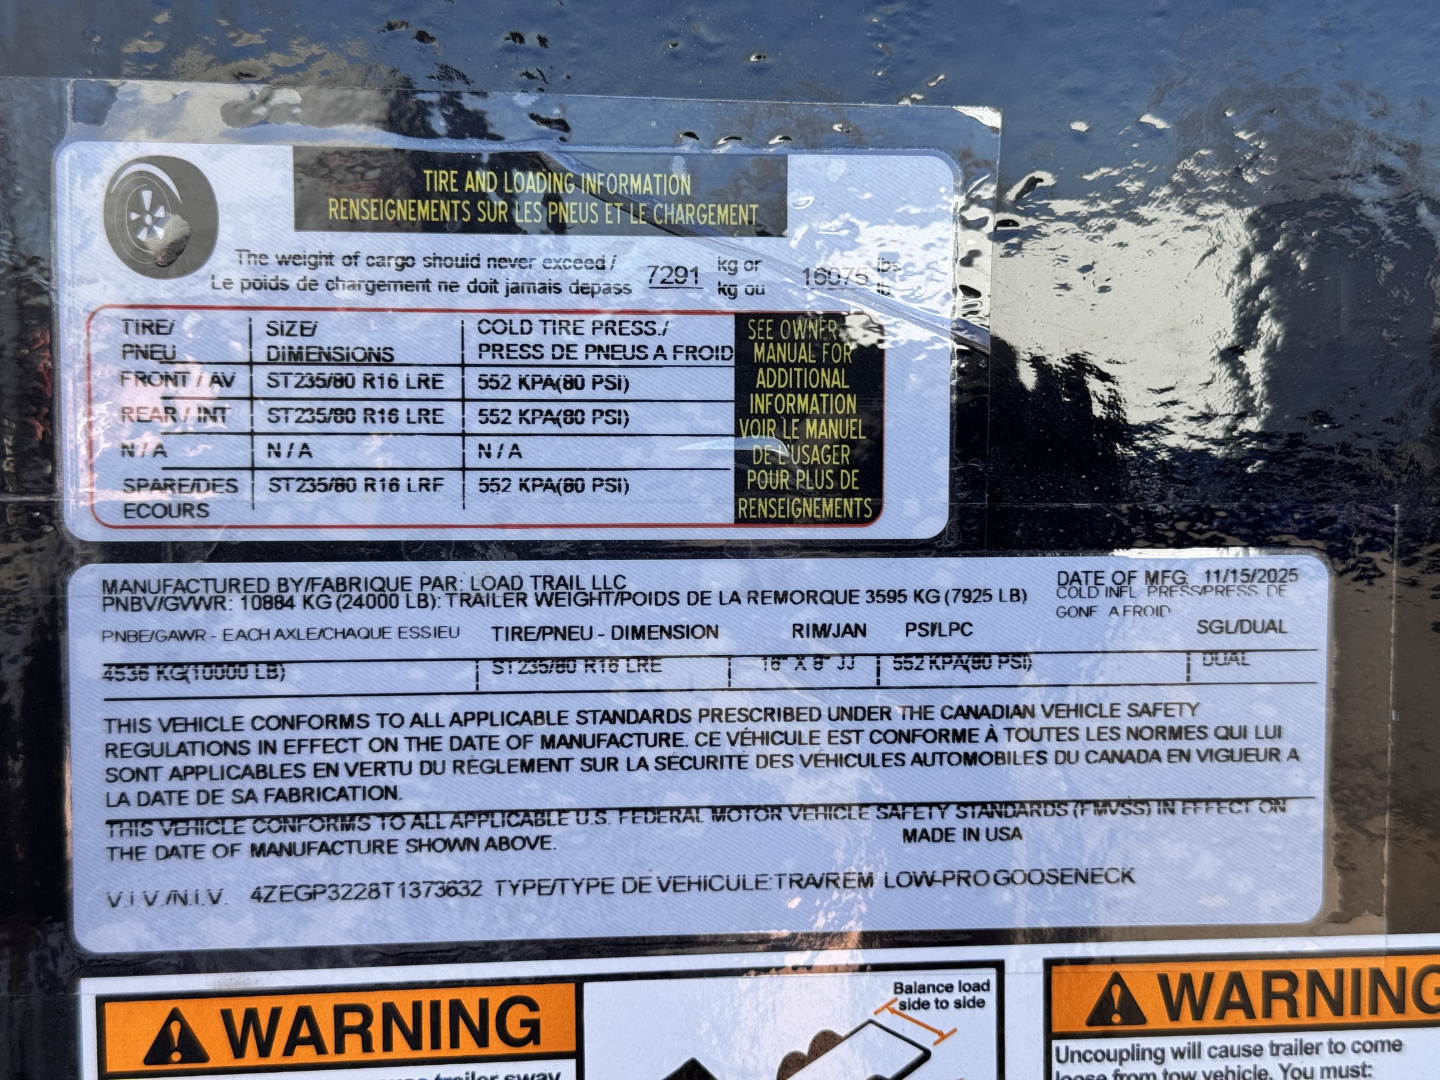 TIRE AND LOADING INFORMATION
RENSEIGNEMENTS SUR LES PNEUS ET LE CHARGEMENT
The weight of cargo should never exceed /
Le poids de chargement ne doit jamais depass
7291
kg or
kg ou
16075
lbs
lb
TIRE/ SIZE/ COLD TIRE PRESS./
PNEU DIMENSIONS PRESS DE PNEUS A FROID
FRONT / AV ST235/80 R16 LRE 552 KPA(80 PSI)
REAR / INT ST235/80 R16 LRE 552 KPA(80 PSI)
N / A N / A N / A
SPARE/DES ST235/80 R16 LRE 552 KPA(80 PSI)
ECOURS
SEE OWNER
MANUAL FOR
ADDITIONAL
INFORMATION
VOIR LE MANUEL
DE L'USAGER
POUR PLUS DE
RENSEIGNEMENTS
MANUFACTURED BY/FABRIQUE PAR: LOAD TRAIL LLC
DATE OF MFG: 11/15/2025
PNBV/GVWR: 10884 KG (24000 LB): TRAILER WEIGHT/POIDS DE LA REMORQUE 3595 KG (7925 LB)
COLD INFL PRESS/PRESS. DE
GONF A FROID
PNBE/GAWR - EACH AXLE/CHAQUE ESSIEU TIRE/PNEU - DIMENSION RIM/JAN PSI/LPC SGL/DUAL
4536 KG(10000 LB) ST235/80 R16 LRE 16" X 8" JJ 552 KPA(80 PSI) DUAL
THIS VEHICLE CONFORMS TO ALL APPLICABLE STANDARDS PRESCRIBED UNDER THE CANADIAN VEHICLE SAFETY
REGULATIONS IN EFFECT ON THE DATE OF MANUFACTURE. CE VÉHICULE EST CONFORME À TOUTES LES NORMES QUI LUI
SONT APPLICABLES EN VERTU DU RÈGLEMENT SUR LA SÉCURITÉ DES VÉHICULES AUTOMOBILES DU CANADA EN VIGUEUR A
LA DATE DE SA FABRICATION.
THIS VEHICLE CONFORMS TO ALL APPLICABLE U.S. FEDERAL MOTOR VEHICLE SAFETY STANDARDS (FMVSS) IN EFFECT ON
THE DATE OF MANUFACTURE SHOWN ABOVE. MADE IN USA
V.I.V./N.I.V. 4ZEGP3228T1373632 TYPE/TYPE DE VEHICULE: TRA/REM LOW-PRO GOOSENECK
WARNING
trailer sway
Balance load
side to side
WARNING
Uncoupling will cause trailer to come
loose from tow vehicle. You must: